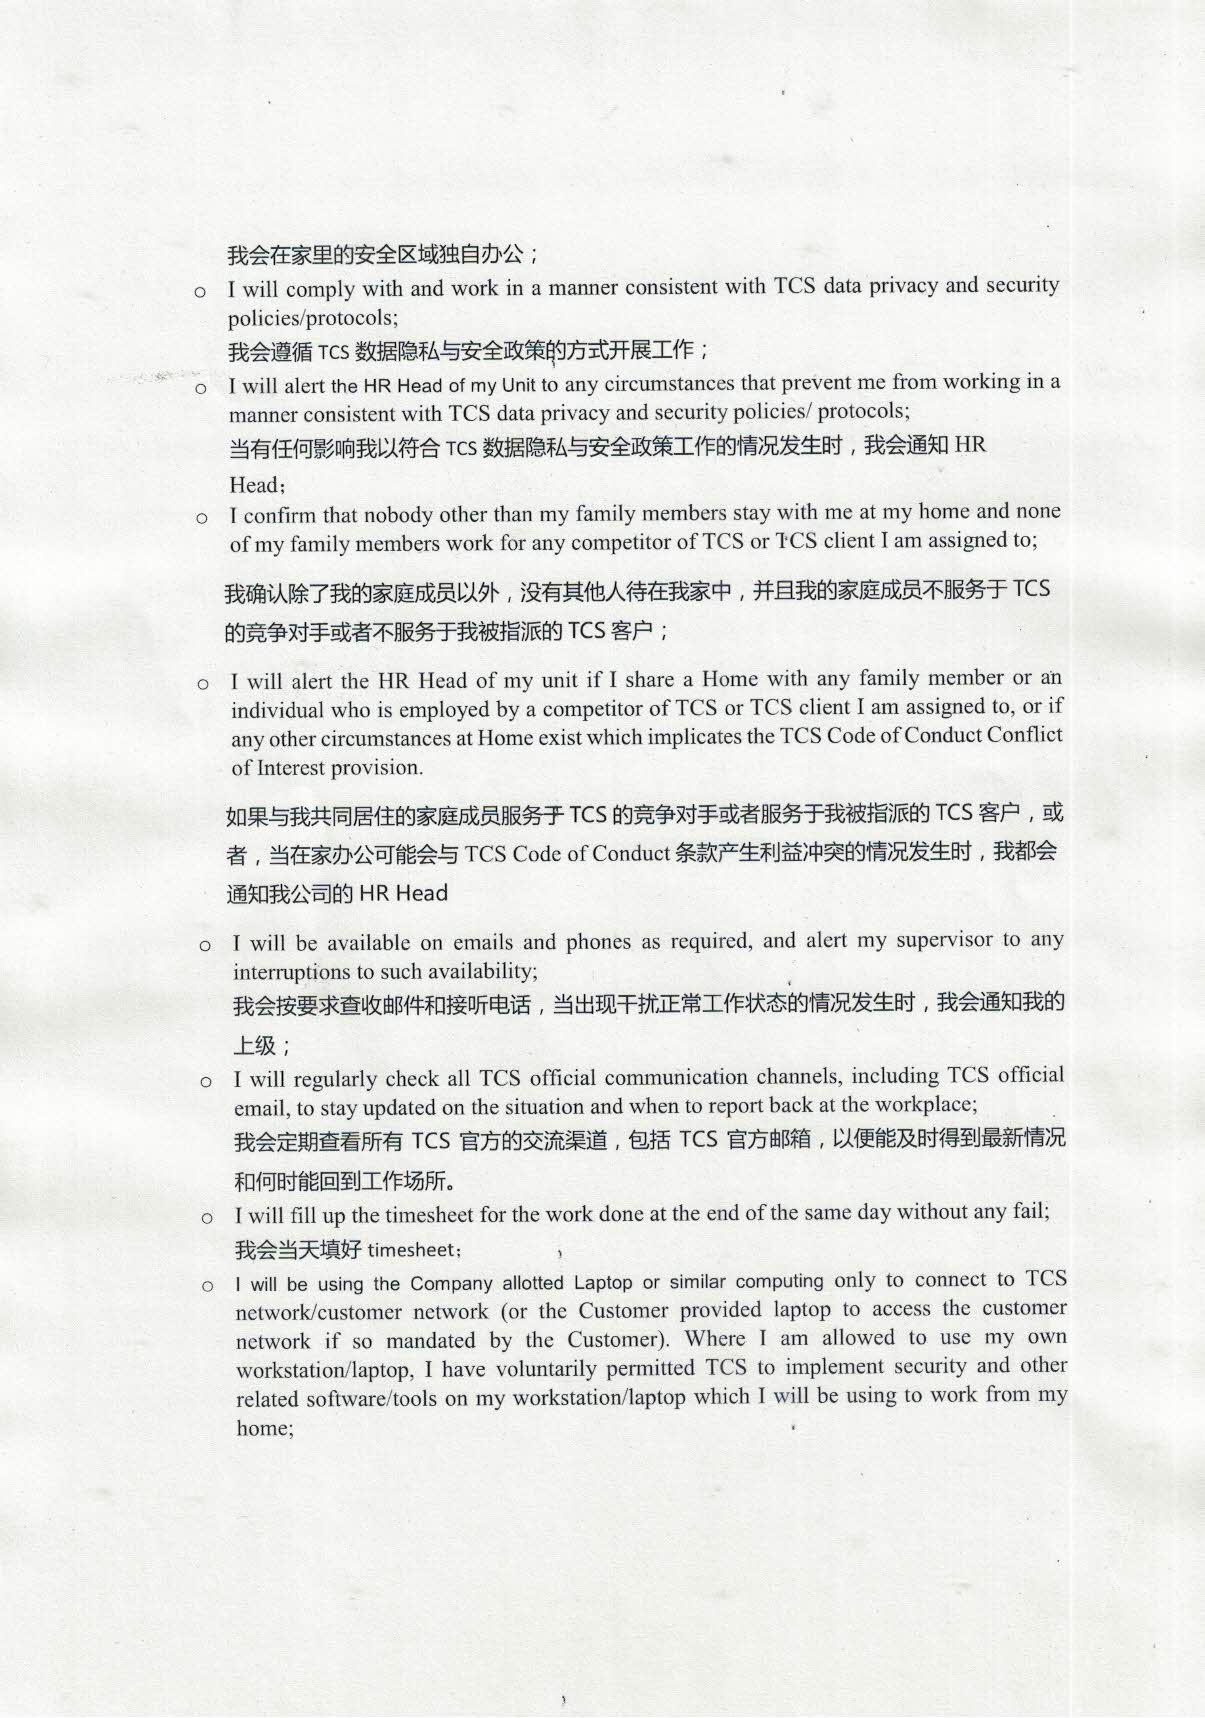 我会在家里的安全区域独自办公；
o I will comply with and work in a manner consistent with TCS data privacy and security
policies/protocols;
我会遵循 TCS 数据隐私与安全政策的方式开展工作；
o I will alert the HR Head of my Unit to any circumstances that prevent me from working in a
manner consistent with TCS data privacy and security policies/ protocols;
当有任何影响我以符合 TCS 数据隐私与安全政策工作的情况发生时，我会通知 HR
Head；
o I confirm that nobody other than my family members stay with me at my home and none
of my family members work for any competitor of TCS or TCS client I am assigned to;
我确认除了我的家庭成员以外，没有其他人待在我家中，并且我的家庭成员不服务于 TCS
的竞争对手或者不服务于我被指派的 TCS 客户；
o I will alert the HR Head of my unit if I share a Home with any family member or an
individual who is employed by a competitor of TCS or TCS client I am assigned to, or if
any other circumstances at Home exist which implicates the TCS Code of Conduct Conflict
of Interest provision.
如果与我共同居住的家庭成员服务于 TCS 的竞争对手或者服务于我被指派的 TCS 客户，或
者，当在家办公可能会与 TCS Code of Conduct 条款产生利益冲突的情况发生时，我都会
通知我公司的 HR Head
o I will be available on emails and phones as required, and alert my supervisor to any
interruptions to such availability;
我会按要求查收邮件和接听电话，当出现干扰正常工作状态的情况发生时，我会通知我的
上级；
o I will regularly check all TCS official communication channels, including TCS official
email, to stay updated on the situation and when to report back at the workplace;
我会定期查看所有 TCS 官方的交流渠道，包括 TCS 官方邮箱，以便能及时得到最新情况
和何时能回到工作场所。
o I will fill up the timesheet for the work done at the end of the same day without any fail;
我会当天填好 timesheet；
o I will be using the Company allotted Laptop or similar computing only to connect to TCS
network/customer network (or the Customer provided laptop to access the customer
network if so mandated by the Customer). Where I am allowed to use my own
workstation/laptop, I have voluntarily permitted TCS to implement security and other
related software/tools on my workstation/laptop which I will be using to work from my
home;